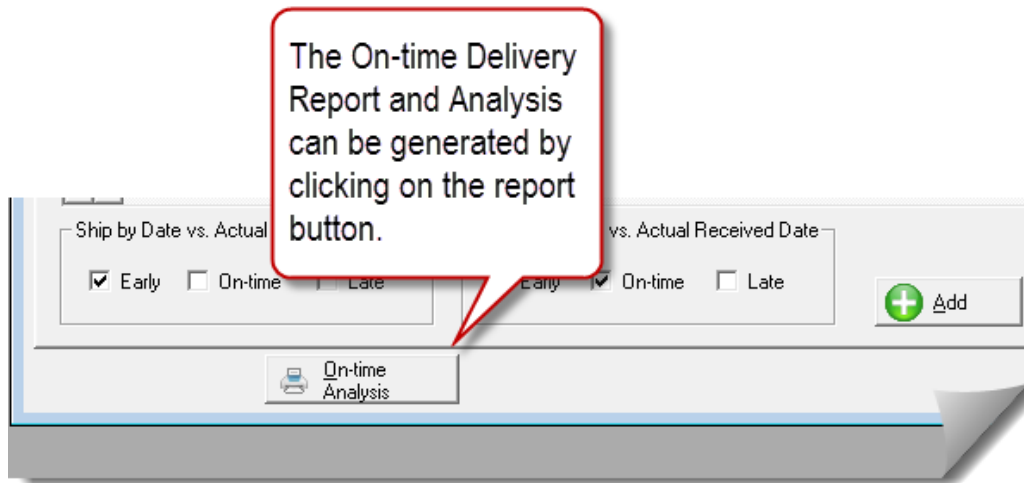 The On-time Delivery
Report and Analysis
can be generated by
clicking on the report
button.
Ship by Date vs. Actual
vs. Actual Received Date
Early On-time Late
Early On-time Late
Add
On-time
Analysis